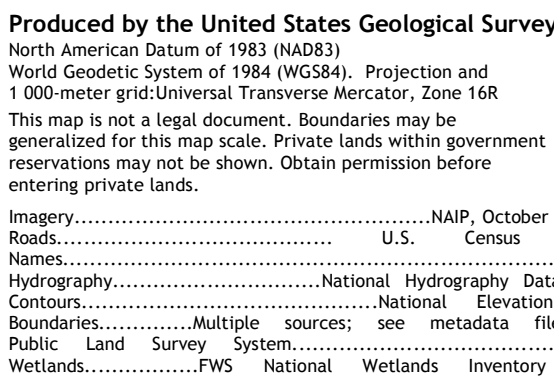 Produced by the United States Geological Survey
North American Datum of 1983 (NAD83)
World Geodetic System of 1984 (WGS84). Projection and
1 000-meter grid:Universal Transverse Mercator, Zone 16R
This map is not a legal document. Boundaries may be
generalized for this map scale. Private lands within government
reservations may not be shown. Obtain permission before
entering private lands.
Imagery....................................................NAIP, October
Roads......................................... U.S. Census
Names........................................................................
Hydrography...............................National Hydrography Data
Contours............................................National Elevation
Boundaries..............Multiple sources; see metadata file
Public Land Survey System.......................................
Wetlands.................FWS National Wetlands Inventory